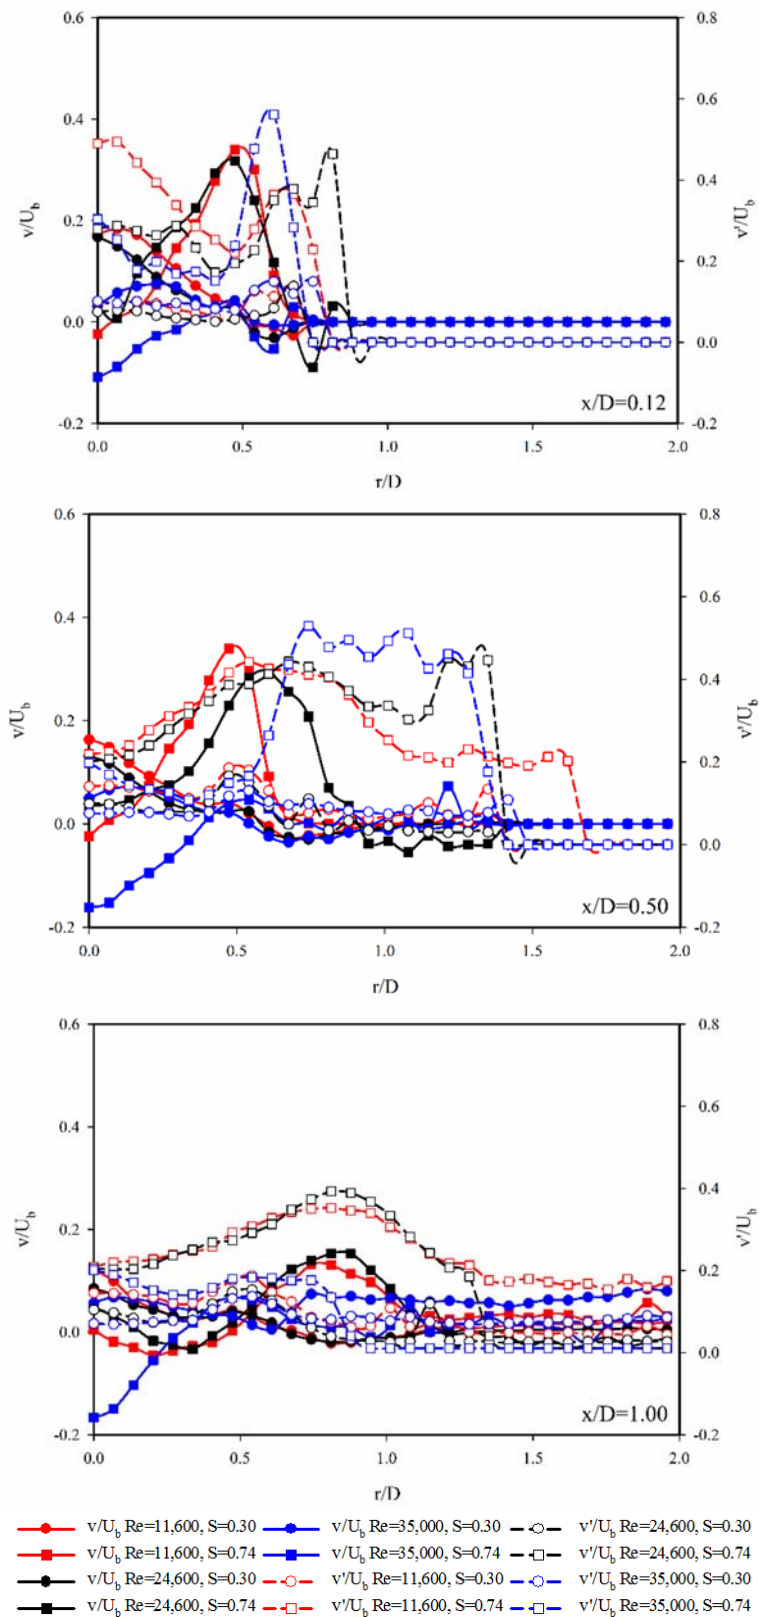 0.6
0.4
0.2
0.0
-0.2
v/U_b
0.8
0.6
0.4
0.2
0.0
-0.2
v'/U_b
x/D=0.12
0.0 0.5 1.0 1.5 2.0
r/D
0.6
0.4
0.2
0.0
-0.2
v/U_b
0.8
0.6
0.4
0.2
0.0
-0.2
v'/U_b
x/D=0.50
0.0 0.5 1.0 1.5 2.0
r/D
0.6
0.4
0.2
0.0
-0.2
v/U_b
0.8
0.6
0.4
0.2
0.0
-0.2
v'/U_b
x/D=1.00
0.0 0.5 1.0 1.5 2.0
r/D
v/U_b Re=11,600, S=0.30 v/U_b Re=35,000, S=0.30 v'/U_b Re=24,600, S=0.30
v/U_b Re=11,600, S=0.74 v/U_b Re=35,000, S=0.74 v'/U_b Re=24,600, S=0.74
v/U_b Re=24,600, S=0.30 v'/U_b Re=11,600, S=0.30 v'/U_b Re=35,000, S=0.30
v/U_b Re=24,600, S=0.74 v'/U_b Re=11,600, S=0.74 v'/U_b Re=35,000, S=0.74